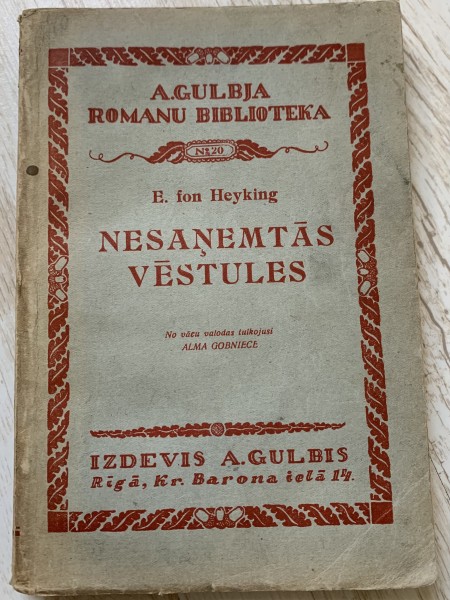 A. GULBJA
ROMANU BIBLIOTEKA
№ 20
E. fon Heyking
NESAŅEMTĀS
VĒSTULES
No vācu valodas tulkojusi
ALMA GOBNIECE
IZDEVIS A. GULBIS
Rīgā, Kr. Barona ielā 14.